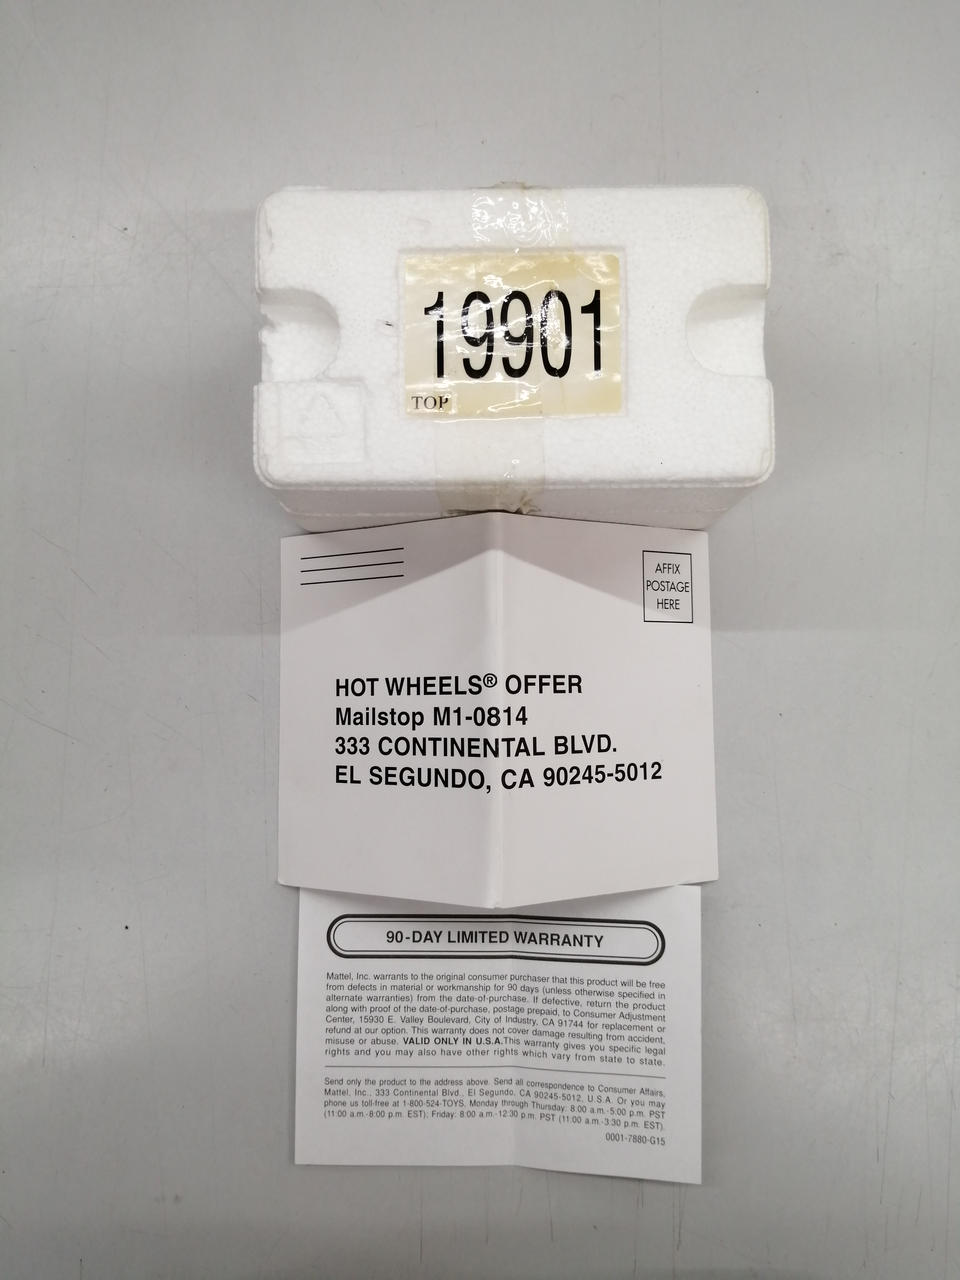 19901
TOP
AFFIX
POSTAGE
HERE
HOT WHEELS® OFFER
Mailstop M1-0814
333 CONTINENTAL BLVD.
EL SEGUNDO, CA 90245-5012
90-DAY LIMITED WARRANTY
Mattel, Inc. warrants to the original consumer purchaser that this product will be free
from defects in material or workmanship for 90 days (unless otherwise specified in
alternate warranties) from the date-of-purchase. If defective, return the product
along with proof of the date-of-purchase, postage prepaid, to Consumer Adjustment
Center, 15930 E. Valley Boulevard, City of Industry, CA 91744 for replacement or
refund at our option. This warranty does not cover damage resulting from accident,
misuse or abuse. VALID ONLY IN U.S.A.This warranty gives you specific legal
rights and you may also have other rights which vary from state to state.
Send only the product to the address above. Send all correspondence to Consumer Affairs,
Mattel, Inc., 333 Continental Blvd., El Segundo, CA 90245-5012, U.S.A. Or you may
phone us toll-free at 1-800-524-TOYS, Monday through Thursday: 8:00 a.m.-5:00 p.m. PST
(11:00 a.m.-8:00 p.m. EST); Friday: 8:00 a.m.-12:30 p.m. PST (11:00 a.m.-3:30 p.m. EST).
0001-7880-G15